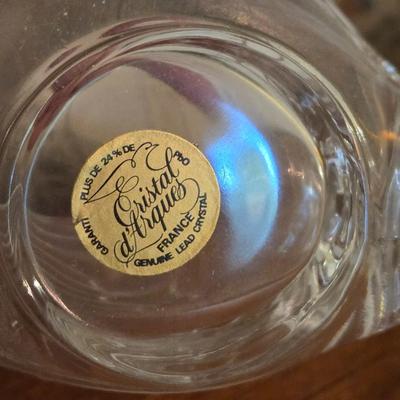 GARANTI PLUS DE 24% DE PbO
Cristal
d'Arques
FRANCE
GENUINE LEAD CRYSTAL